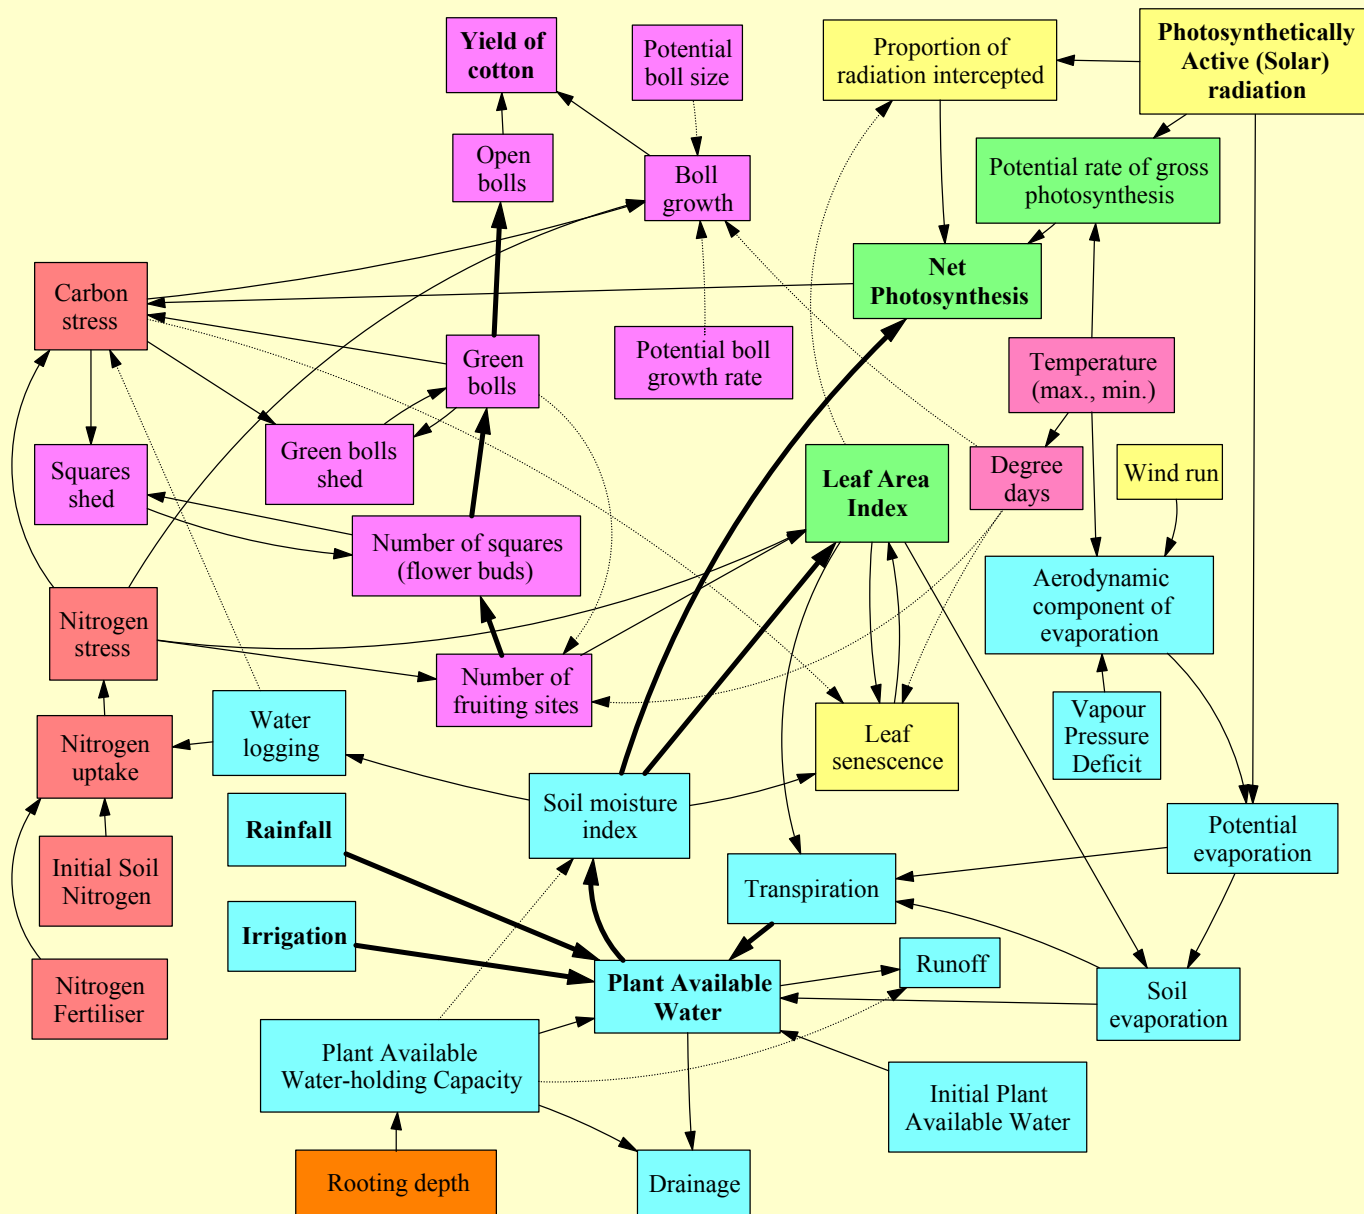 Yield of
cotton
Potential
boll size
Proportion of
radiation intercepted
Photosynthetically
Active (Solar)
radiation
Open
bolls
Boll
growth
Potential rate of gross
photosynthesis
Net
Photosynthesis
Carbon
stress
Green
bolls
Potential boll
growth rate
Temperature
(max., min.)
Squares
shed
Green bolls
shed
Leaf Area
Index
Degree
days
Wind run
Number of squares
(flower buds)
Aerodynamic
component of
evaporation
Nitrogen
stress
Number of
fruiting sites
Water
logging
Nitrogen
uptake
Leaf
senescence
Vapour
Pressure
Deficit
Soil moisture
index
Rainfall
Potential
evaporation
Initial Soil
Nitrogen
Transpiration
Irrigation
Nitrogen
Fertiliser
Plant Available
Water
Runoff
Soil
evaporation
Plant Available
Water-holding Capacity
Initial Plant
Available Water
Rooting depth
Drainage